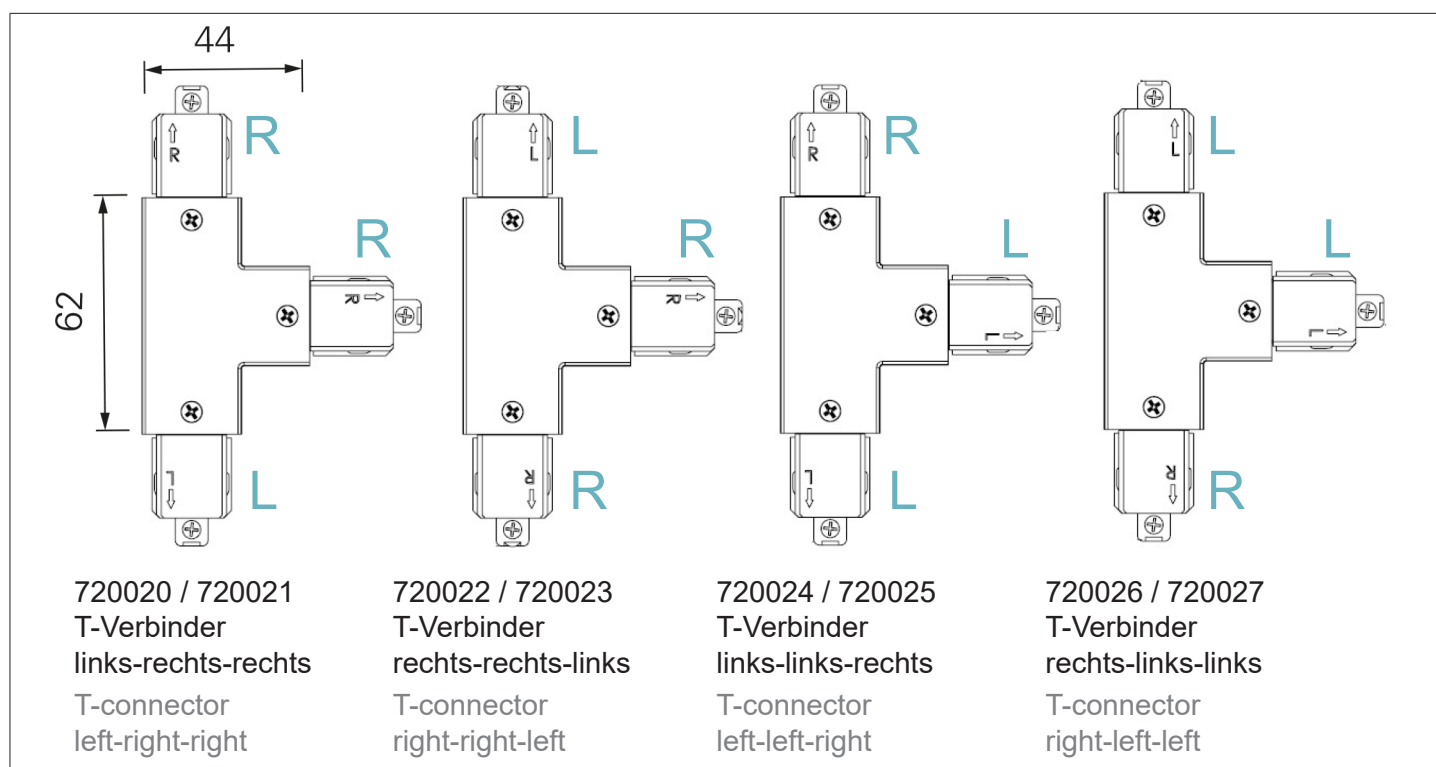 44
62
R
R
R
R
L
L
L
L
R
R
R
R
R
R
L
L
L
L
L
L
L
L
R
R
720020 / 720021
T-Verbinder
links-rechts-rechts
T-connector
left-right-right
720022 / 720023
T-Verbinder
rechts-rechts-links
T-connector
right-right-left
720024 / 720025
T-Verbinder
links-links-rechts
T-connector
left-left-right
720026 / 720027
T-Verbinder
rechts-links-links
T-connector
right-left-left